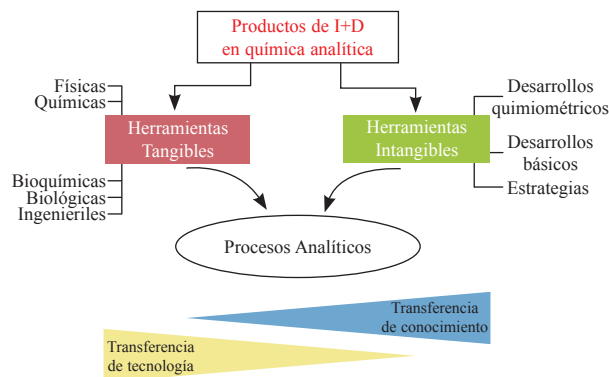 Productos de I+D
en química analítica
Físicas
Químicas
Herramientas
Tangibles
Bioquímicas
Biológicas
Ingenieriles
Herramientas
Intangibles
Desarrollos
quimiométricos
Desarrollos
básicos
Estrategias
Procesos Analíticos
Transferencia
de conocimiento
Transferencia
de tecnología